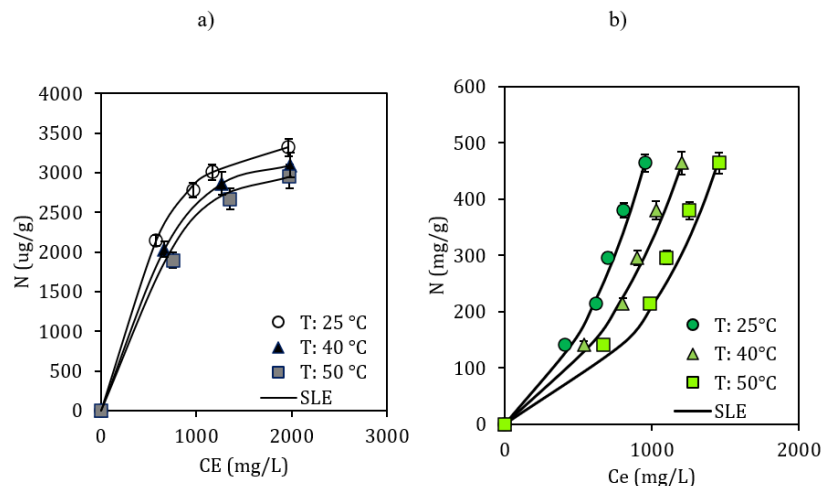 a)
b)
N (ug/g)
4000
3500
3000
2500
2000
1500
1000
500
0
0 1000 2000 3000
CE (mg/L)
T: 25 °C
T: 40 °C
T: 50 °C
SLE
N (mg/g)
600
500
400
300
200
100
0
0 1000 2000
Ce (mg/L)
T: 25°C
T: 40°C
T: 50°C
SLE